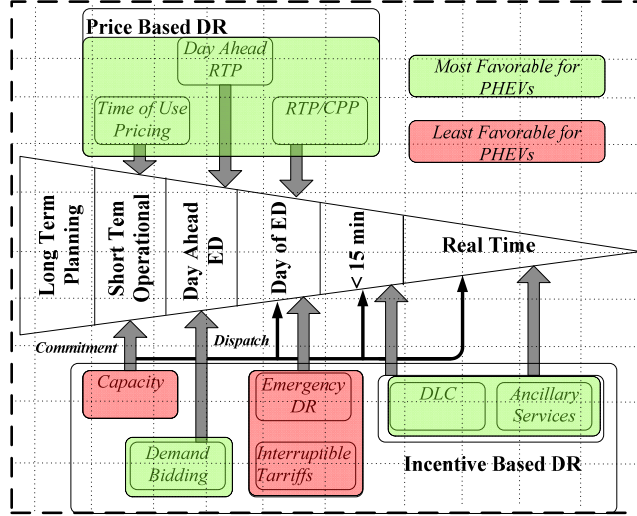 Price Based DR
Day Ahead
RTP
Time of Use
Pricing
RTP/CPP
Most Favorable for
PHEVs
Least Favorable for
PHEVs
Long Term
Planning
Short Tem
Operational
Day Ahead
ED
Day of ED
< 15 min
Real Time
Commitment
Dispatch
Capacity
Emergency
DR
DLC
Ancillary
Services
Demand
Bidding
Interruptible
Tarriffs
Incentive Based DR